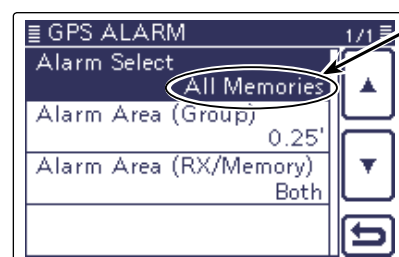 GPS ALARM 1/1
Alarm Select
All Memories
Alarm Area (Group)
0.25'
Alarm Area (RX/Memory)
Both